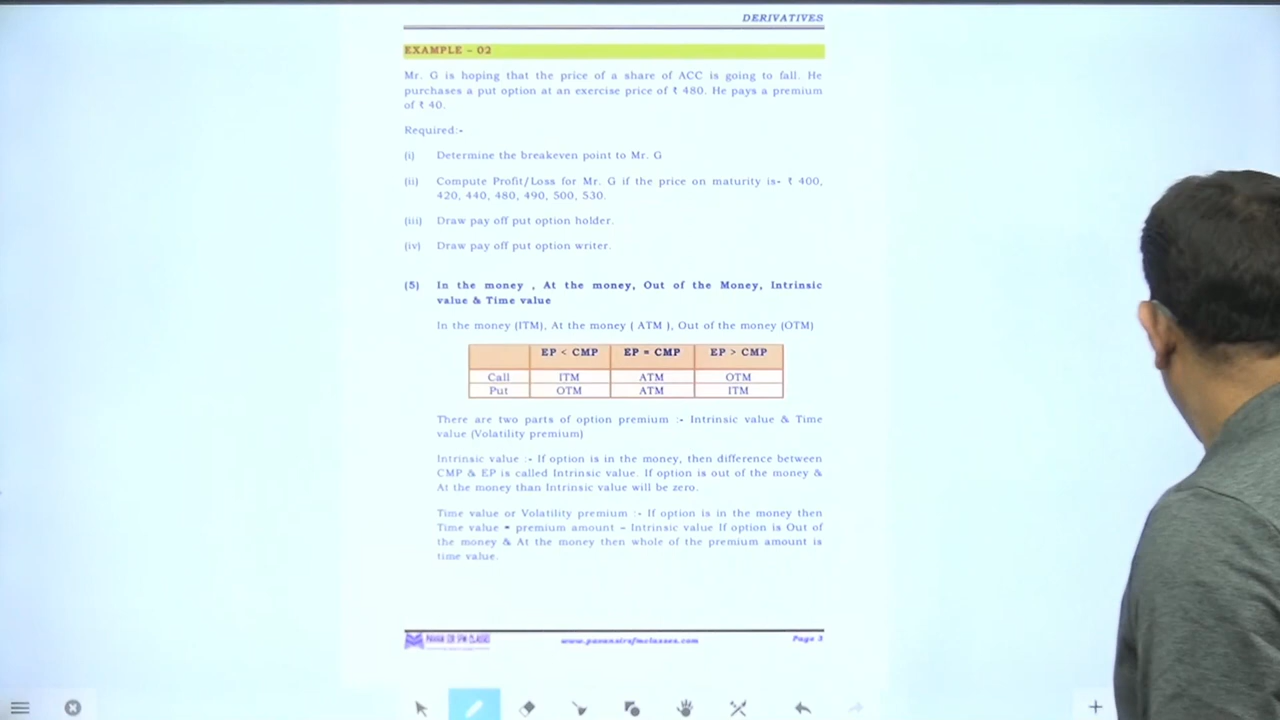 DERIVATIVES
EXAMPLE – 02
Mr. G is hoping that the price of a share of ACC is going to fall. He
purchases a put option at an exercise price of ₹ 480. He pays a premium
of ₹ 40.
Required:-
(i) Determine the breakeven point to Mr. G
(ii) Compute Profit/Loss for Mr. G if the price on maturity is- ₹ 400,
420, 440, 480, 490, 500, 530.
(iii) Draw pay off put option holder.
(iv) Draw pay off put option writer.
(5) In the money , At the money, Out of the Money, Intrinsic
value & Time value
In the money (ITM), At the money ( ATM ), Out of the money (OTM)
EP < CMP EP = CMP EP > CMP
Call ITM ATM OTM
Put OTM ATM ITM
There are two parts of option premium :- Intrinsic value & Time
value (Volatility premium)
Intrinsic value :- If option is in the money, then difference between
CMP & EP is called Intrinsic value. If option is out of the money &
At the money than Intrinsic value will be zero.
Time value or Volatility premium :- If option is in the money then
Time value = premium amount – Intrinsic value If option is Out of
the money & At the money then whole of the premium amount is
time value.
PAVAN SIR SFM CLASSES www.pavansirsfmclasses.com Page 3